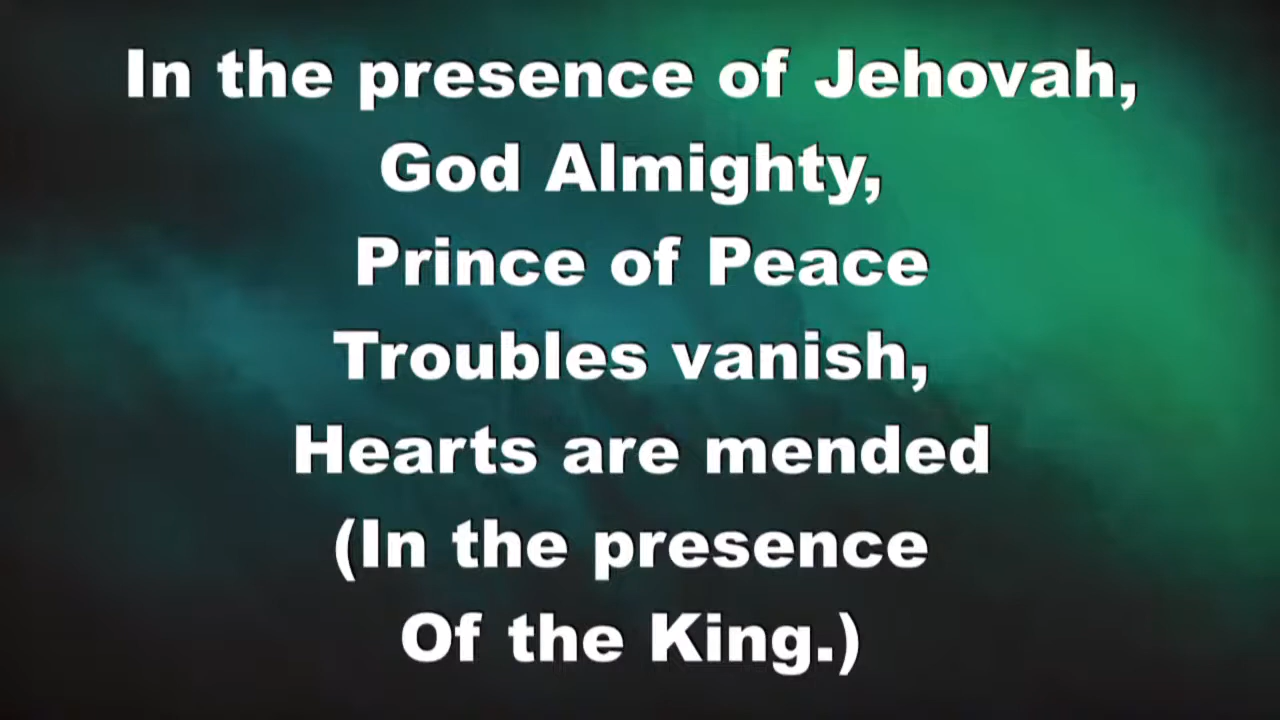 In the presence of Jehovah,
God Almighty,
Prince of Peace
Troubles vanish,
Hearts are mended
(In the presence
Of the King.)